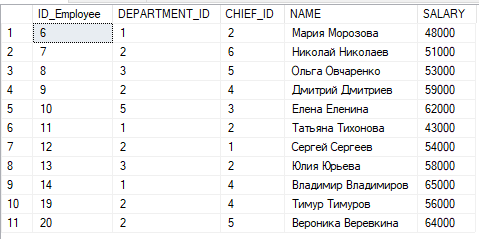 ID_Employee DEPARTMENT_ID CHIEF_ID NAME SALARY
1 6 1 2 Мария Морозова 48000
2 7 2 6 Николай Николаев 51000
3 8 3 5 Ольга Овчаренко 53000
4 9 2 4 Дмитрий Дмитриев 59000
5 10 5 3 Елена Еленина 62000
6 11 1 2 Татьяна Тихонова 43000
7 12 2 1 Сергей Сергеев 54000
8 13 3 2 Юлия Юрьева 58000
9 14 1 4 Владимир Владимиров 65000
10 19 2 4 Тимур Тимуров 56000
11 20 2 5 Вероника Веревкина 64000